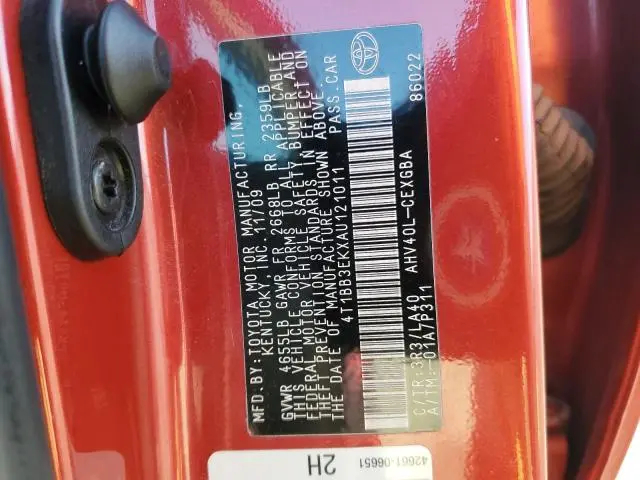 MFD. BY:TOYOTA MOTOR MANUFACTURING,
KENTUCKY, INC. 11/09
GVWR 4655LB GAWR FR 2668LB RR 2359LB
THIS VEHICLE CONFORMS TO ALL APPLICABLE
FEDERAL MOTOR VEHICLE SAFETY, BUMPER AND
THEFT PREVENTION STANDARDS IN EFFECT ON
THE DATE OF MANUFACTURE SHOWN ABOVE.
4T1BB3EKXAU121011 PASS.CAR
AHV40L-CEXGBA
C/TR:3R3/LA40 86022
A/TM:-01A/P311
42661-06651
2H